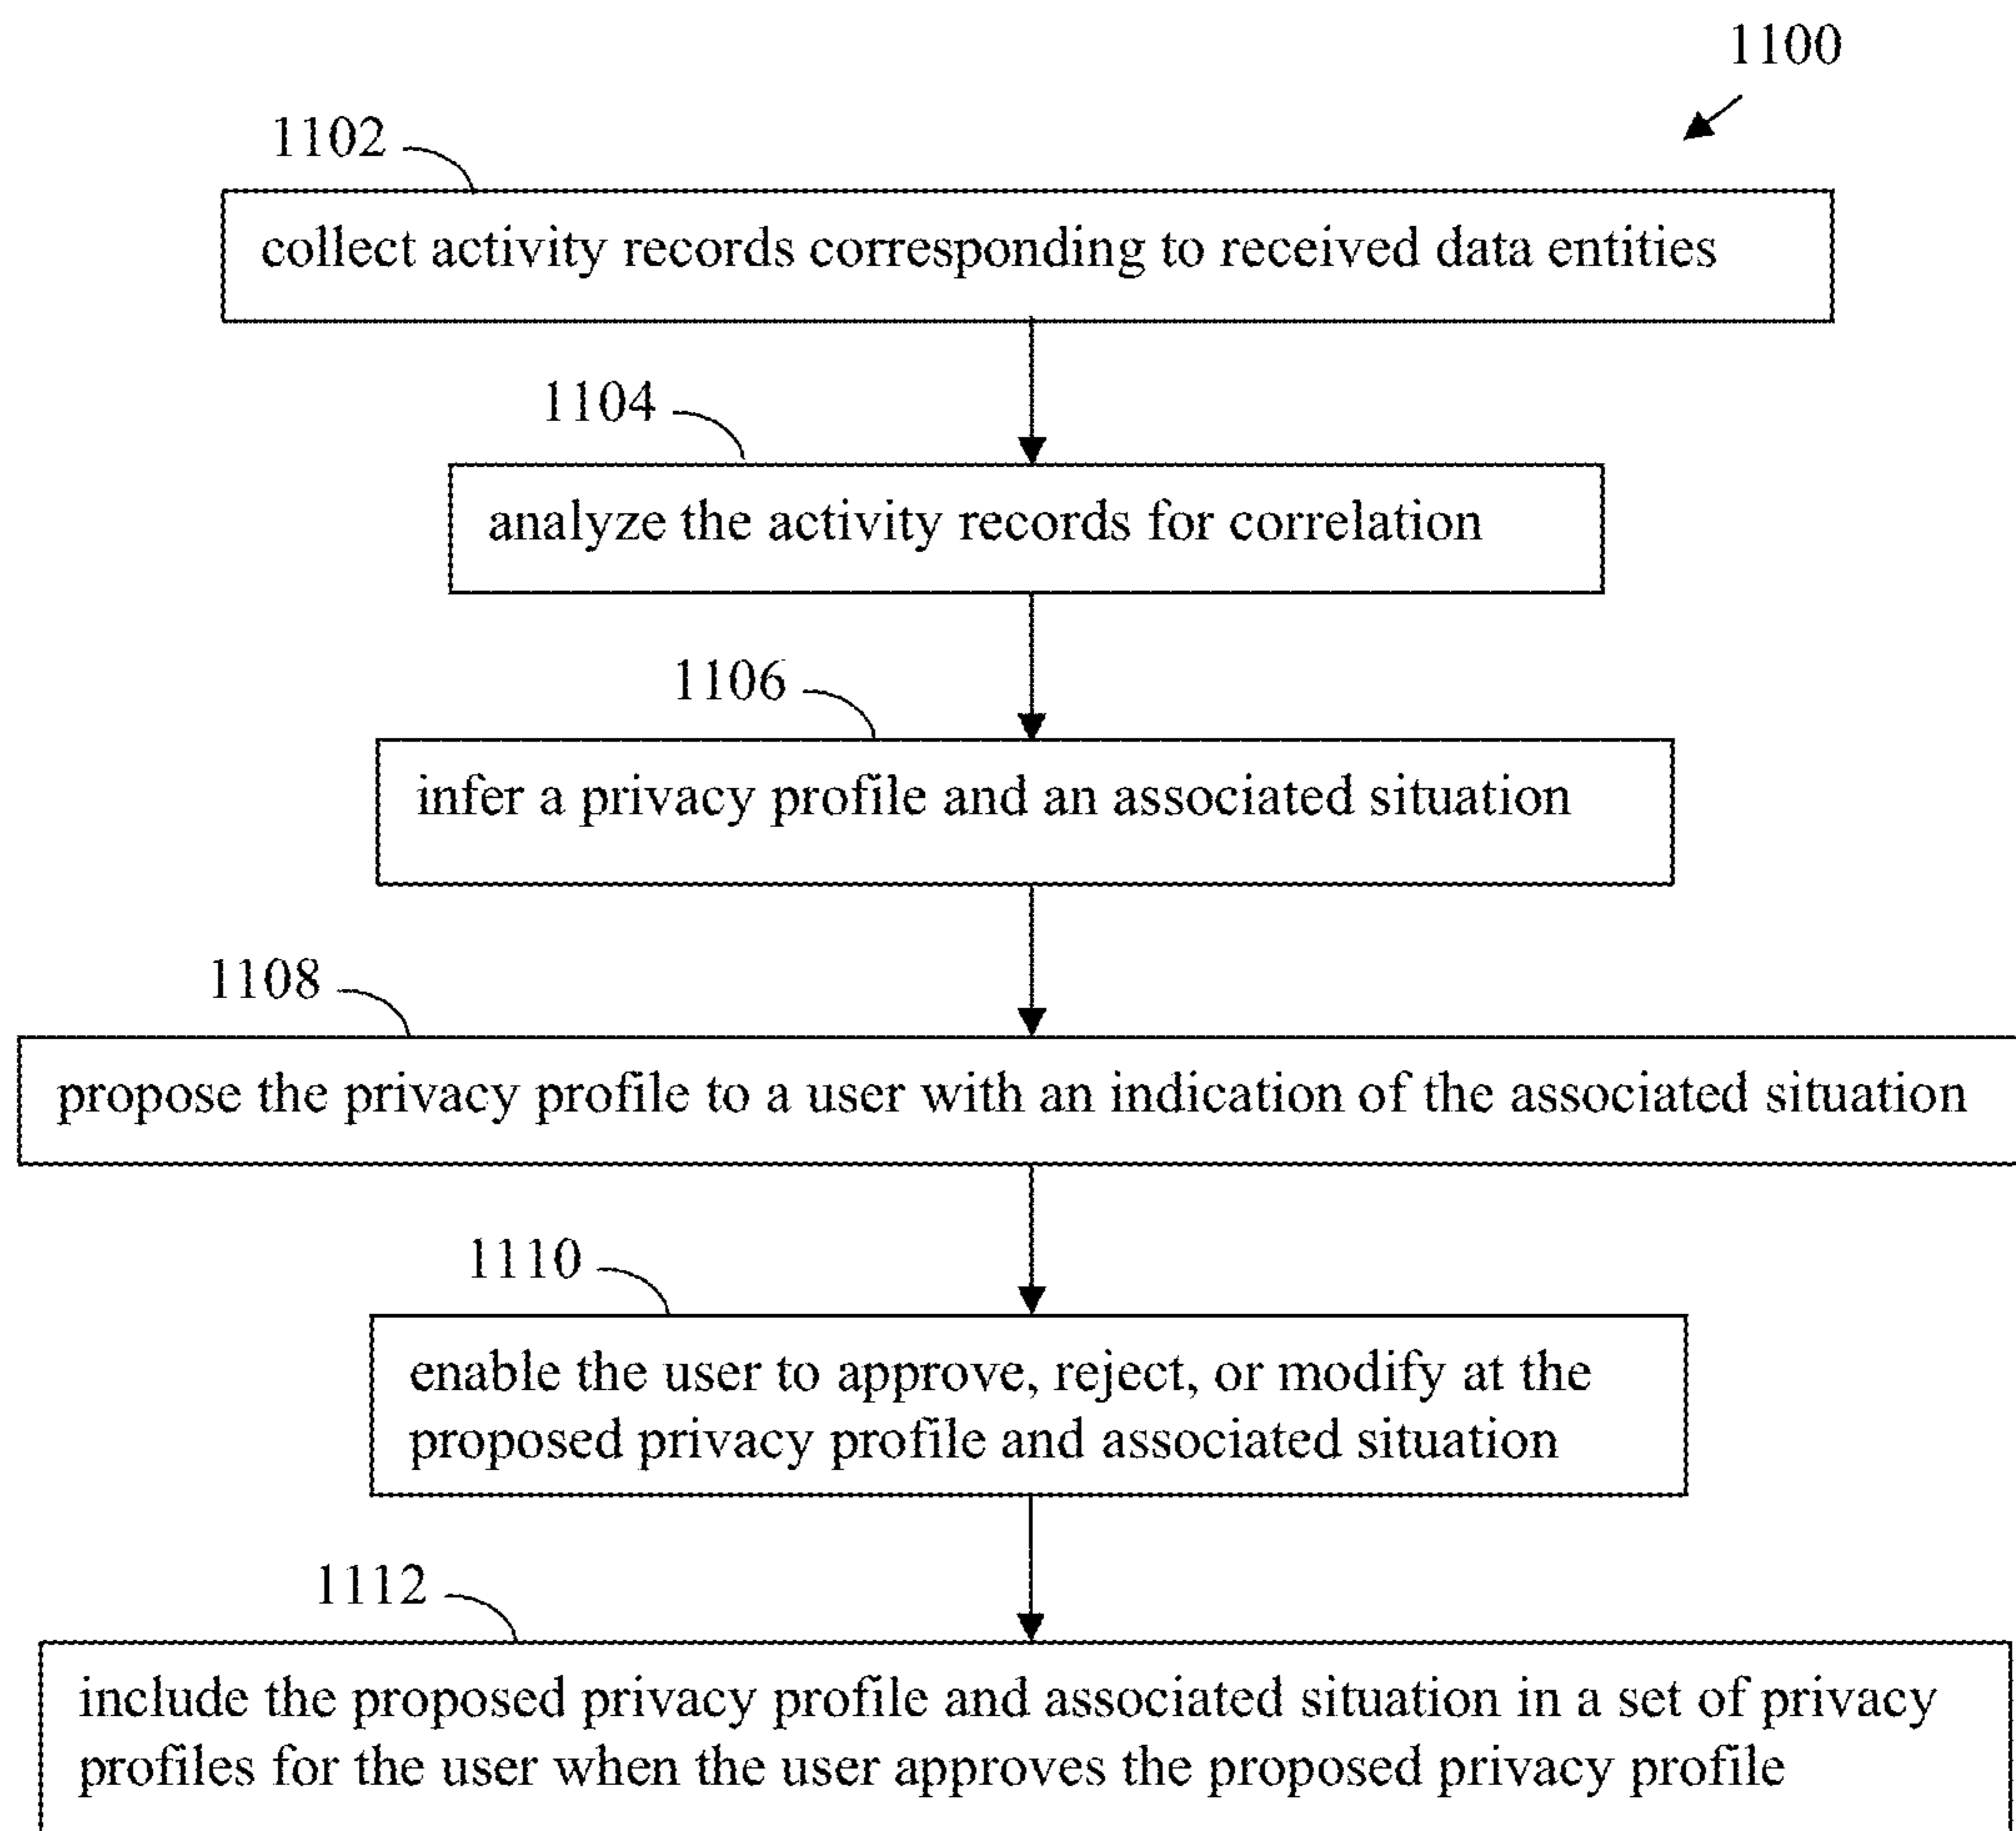 1100
1102
collect activity records corresponding to received data entities
1104
analyze the activity records for correlation
1106
infer a privacy profile and an associated situation
1108
propose the privacy profile to a user with an indication of the associated situation
1110
enable the user to approve, reject, or modify at the
proposed privacy profile and associated situation
1112
include the proposed privacy profile and associated situation in a set of privacy
profiles for the user when the user approves the proposed privacy profile